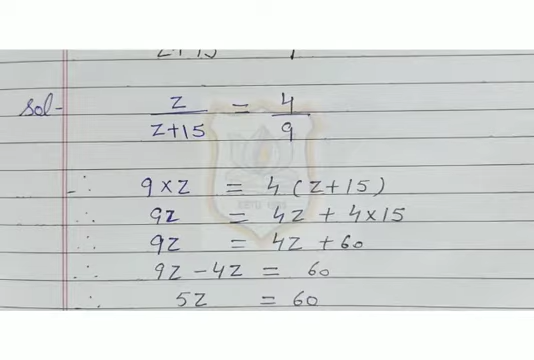 Sol- z/z+15 = 4/9
∴ 9×z = 4(z+15)
∴ 9z = 4z + 4×15
∴ 9z = 4z + 60
∴ 9z - 4z = 60
∴ 5z = 60